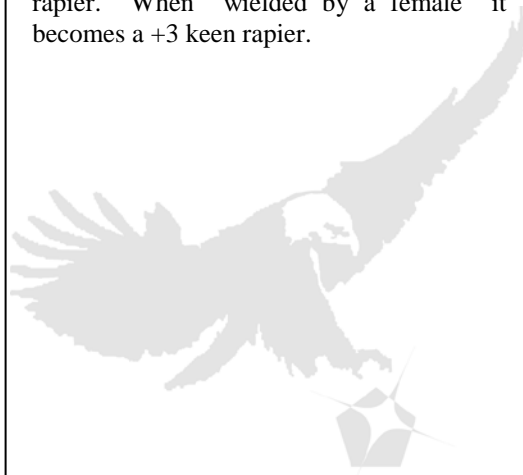 rapier. When wielded by a female it
becomes a +3 keen rapier.